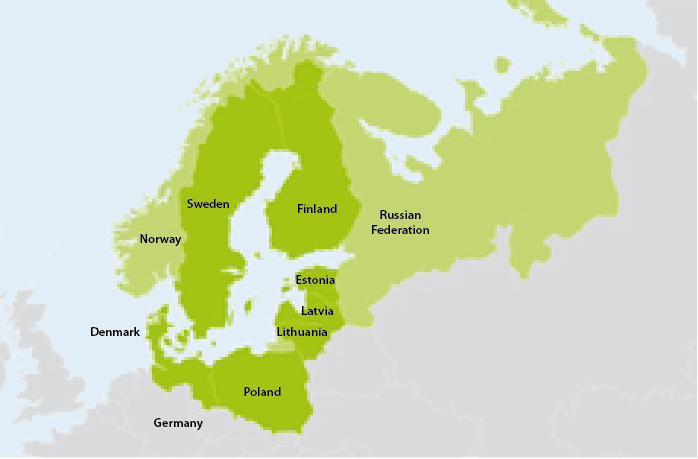 Sweden
Finland
Russian
Federation
Norway
Estonia
Latvia
Denmark
Lithuania
Poland
Germany